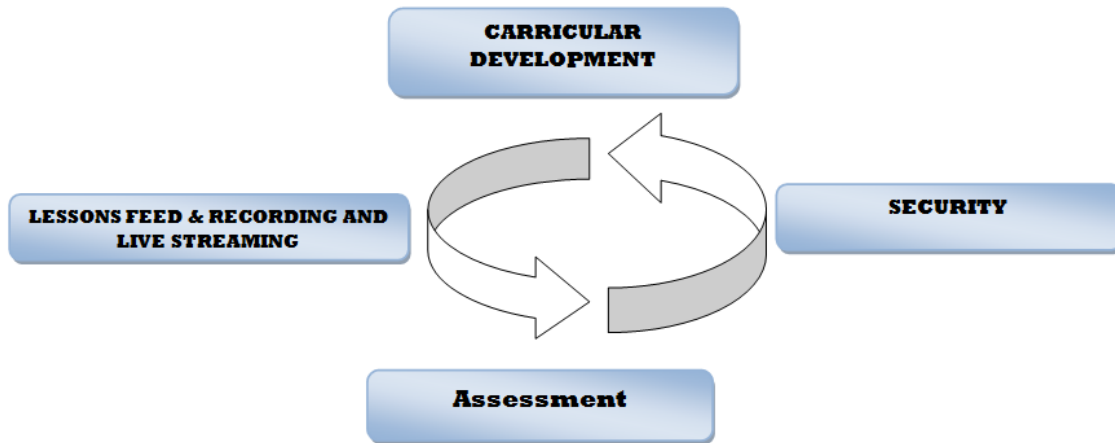 CARRICULAR
DEVELOPMENT
LESSONS FEED & RECORDING AND
LIVE STREAMING
SECURITY
Assessment